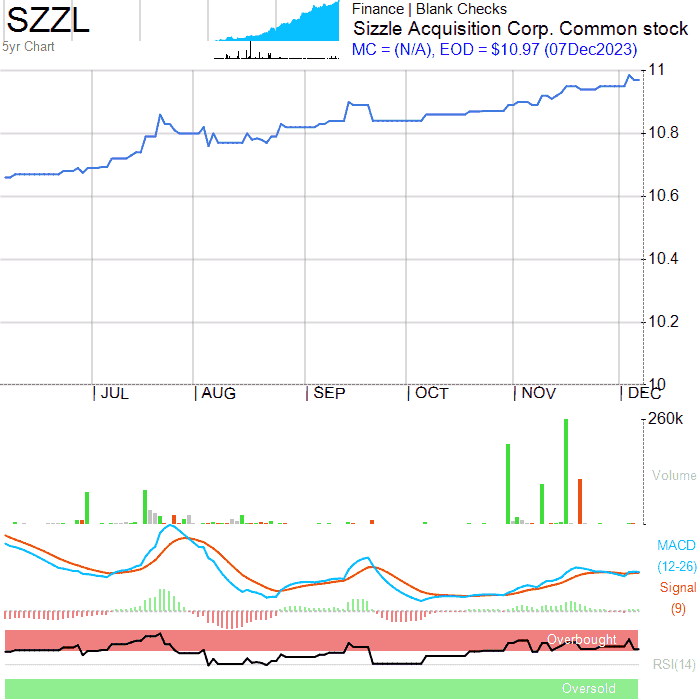 SZZL
5yr Chart
Finance | Blank Checks
Sizzle Acquisition Corp. Common stock
MC = (N/A), EOD = $10.97 (07Dec2023)
11
10.8
10.6
10.4
10.2
10
JUL AUG SEP OCT NOV DEC
260k
Volume
MACD
(12-26)
Signal
(9)
Overbought
RSI(14)
Oversold